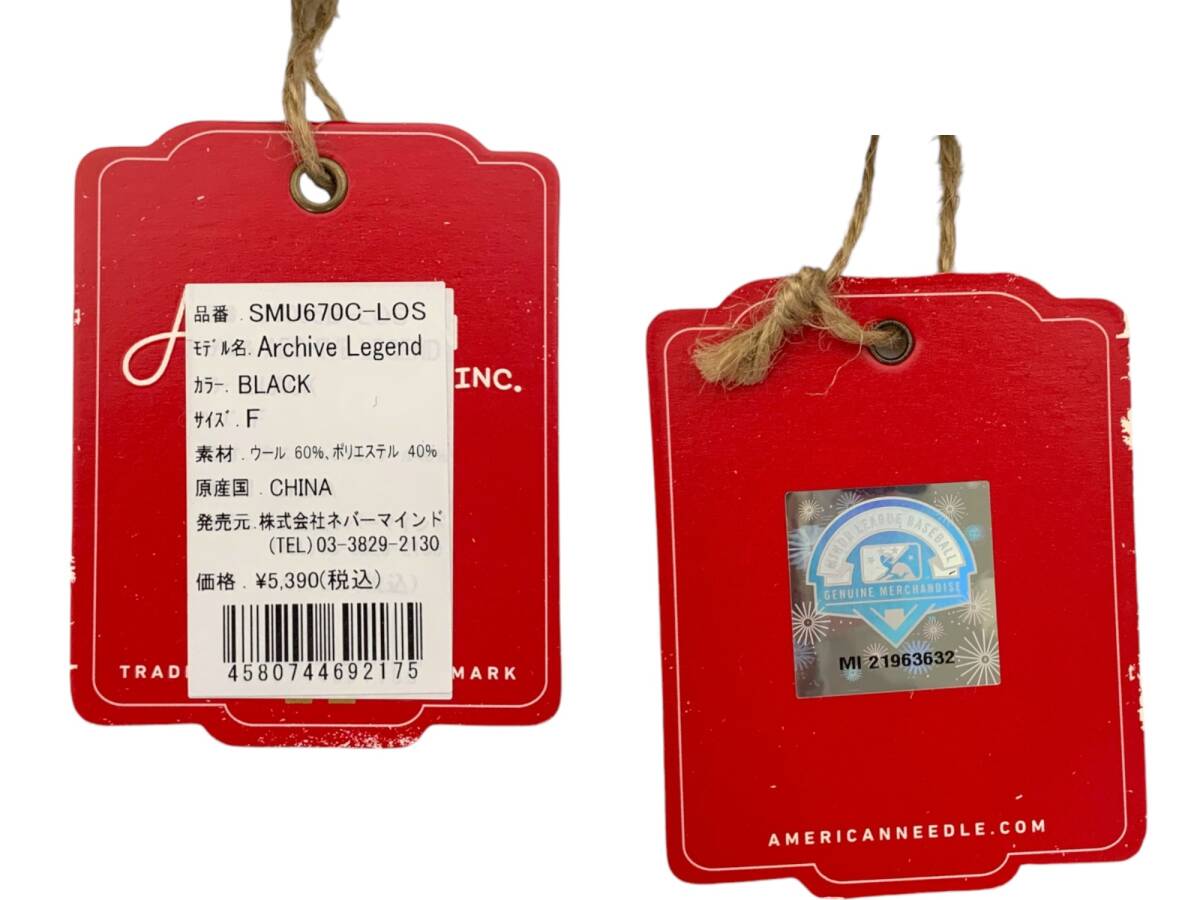 品番 . SMU670C-LOS
ﾓﾃﾞﾙ名. Archive Legend
ｶﾗｰ. BLACK
ｻｲｽﾞ . F
素材 . ウール 60%、ポリエステル 40%
原産国 . CHINA
発売元 . 株式会社ネバーマインド
(TEL) 03-3829-2130
価格 . ¥5,390(税込)
4580744692175
INC.
TRAD
MARK
MINOR LEAGUE BASEBALL
GENUINE MERCHANDISE
MI 21963632
AMERICANNEEDLE.COM